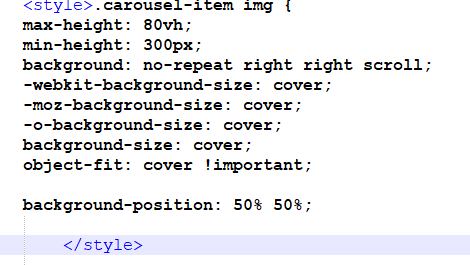 <style>.carousel-item img {
max-height: 80vh;
min-height: 300px;
background: no-repeat right right scroll;
-webkit-background-size: cover;
-moz-background-size: cover;
-o-background-size: cover;
background-size: cover;
object-fit: cover !important;
background-position: 50% 50%;
</style>